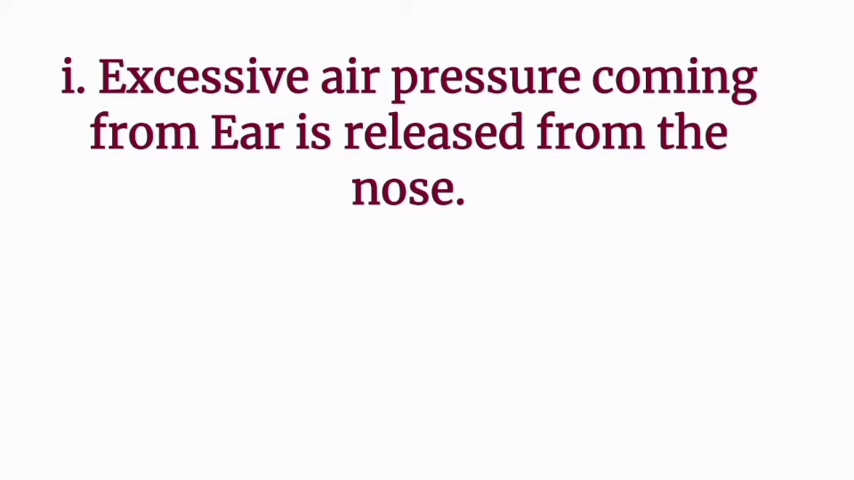 i. Excessive air pressure coming
from Ear is released from the
nose.